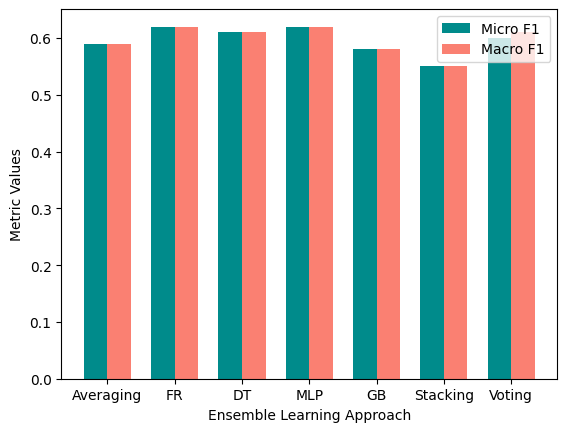 Micro F1
Macro F1
Metric Values
0.6
0.5
0.4
0.3
0.2
0.1
0.0
Averaging FR DT MLP GB Stacking Voting
Ensemble Learning Approach